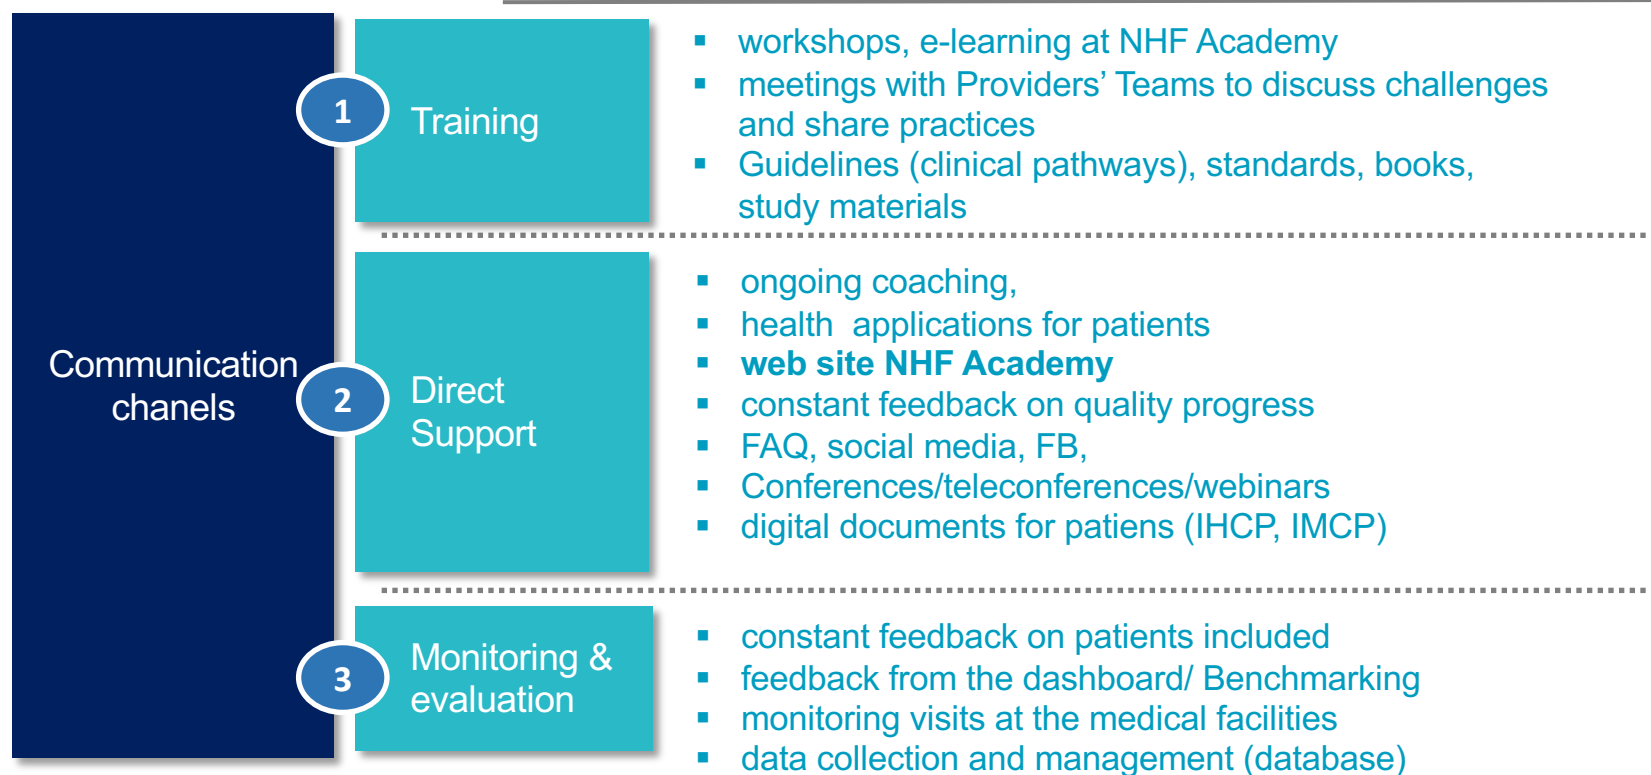 Communication
chanels
1
Training
▪ workshops, e-learning at NHF Academy
▪ meetings with Providers’ Teams to discuss challenges
and share practices
▪ Guidelines (clinical pathways), standards, books,
study materials
2
Direct
Support
▪ ongoing coaching,
▪ health  applications for patients
▪ web site NHF Academy
▪ constant feedback on quality progress
▪ FAQ, social media, FB,
▪ Conferences/teleconferences/webinars
▪ digital documents for patiens (IHCP, IMCP)
3
Monitoring &
evaluation
▪ constant feedback on patients included
▪ feedback from the dashboard/ Benchmarking
▪ monitoring visits at the medical facilities
▪ data collection and management (database)